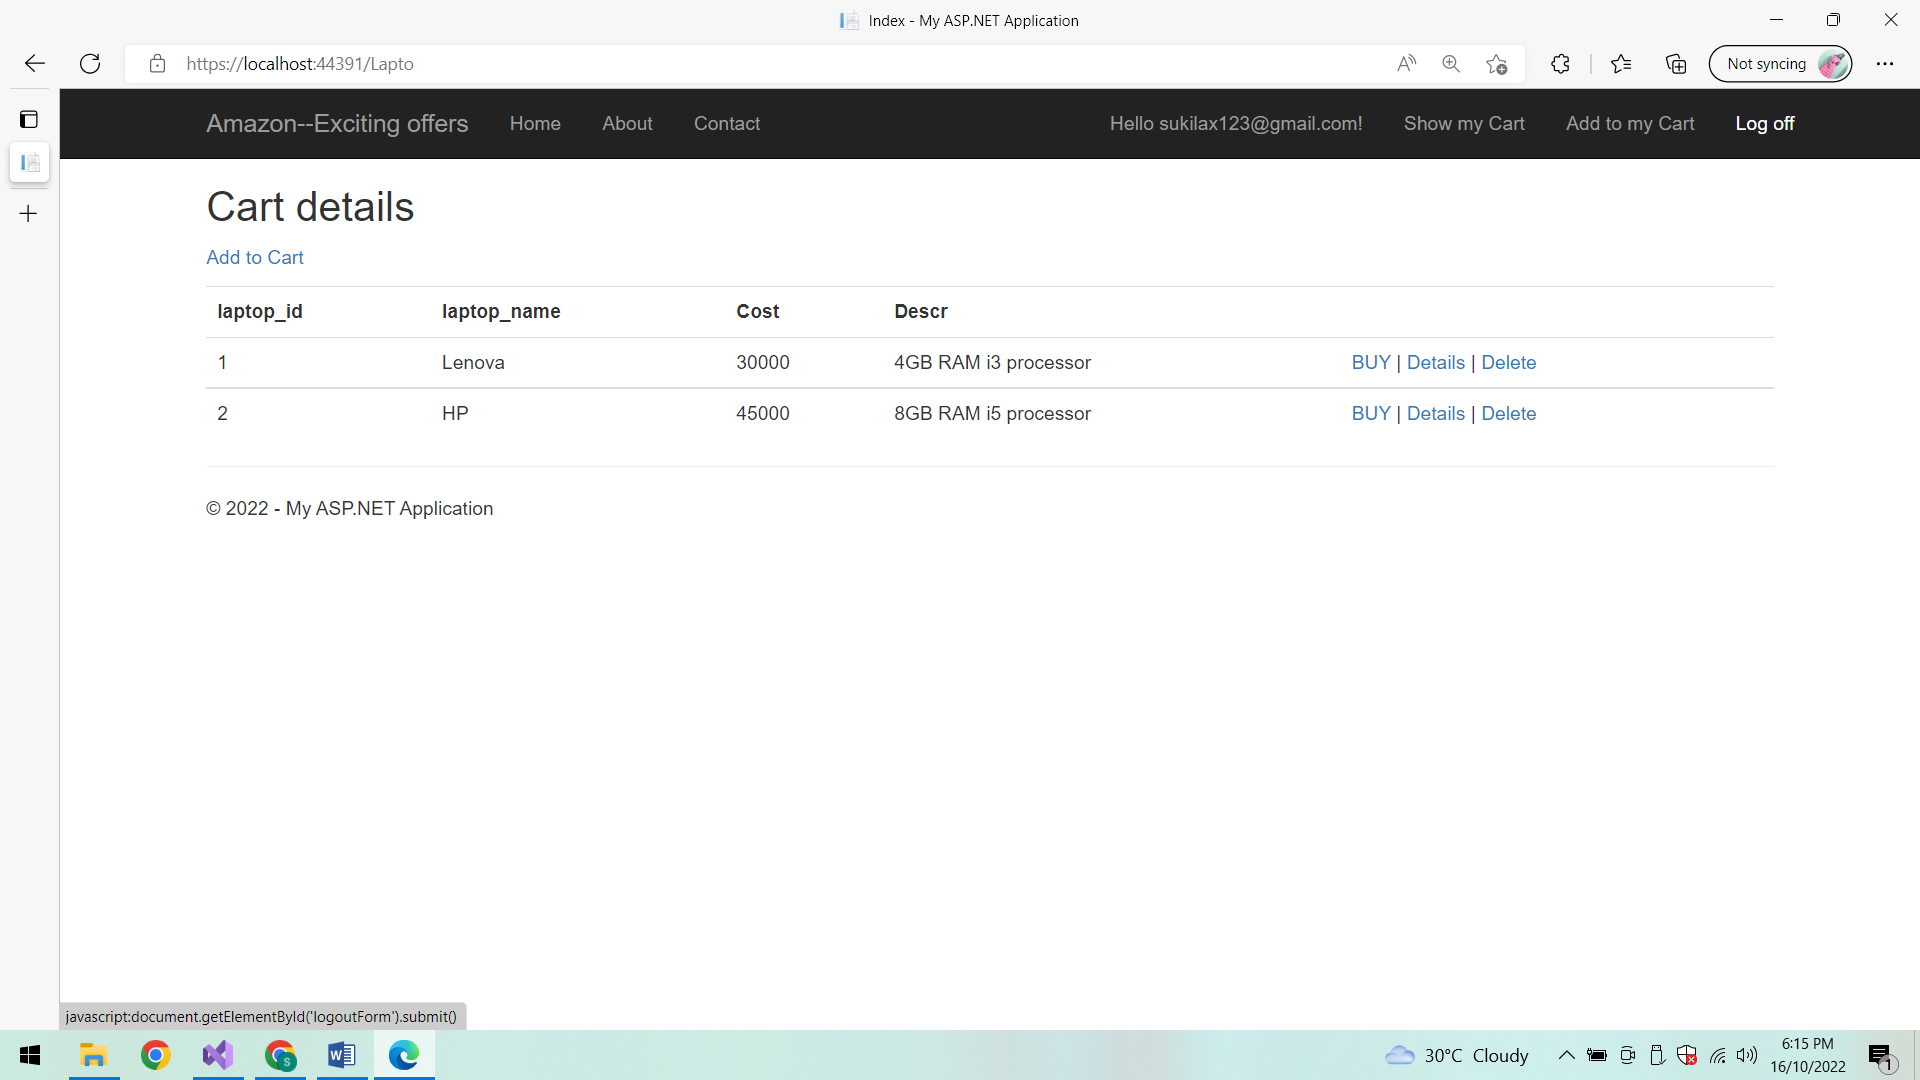 Index - My ASP.NET Application
https://localhost:44391/Lapto
Not syncing
Amazon--Exciting offers Home About Contact Hello sukilax123@gmail.com! Show my Cart Add to my Cart Log off
Cart details
Add to Cart
laptop_id laptop_name Cost Descr
1 Lenova 30000 4GB RAM i3 processor BUY | Details | Delete
2 HP 45000 8GB RAM i5 processor BUY | Details | Delete
© 2022 - My ASP.NET Application
javascript:document.getElementById('logoutForm').submit()
30°C Cloudy
6:15 PM
16/10/2022
1